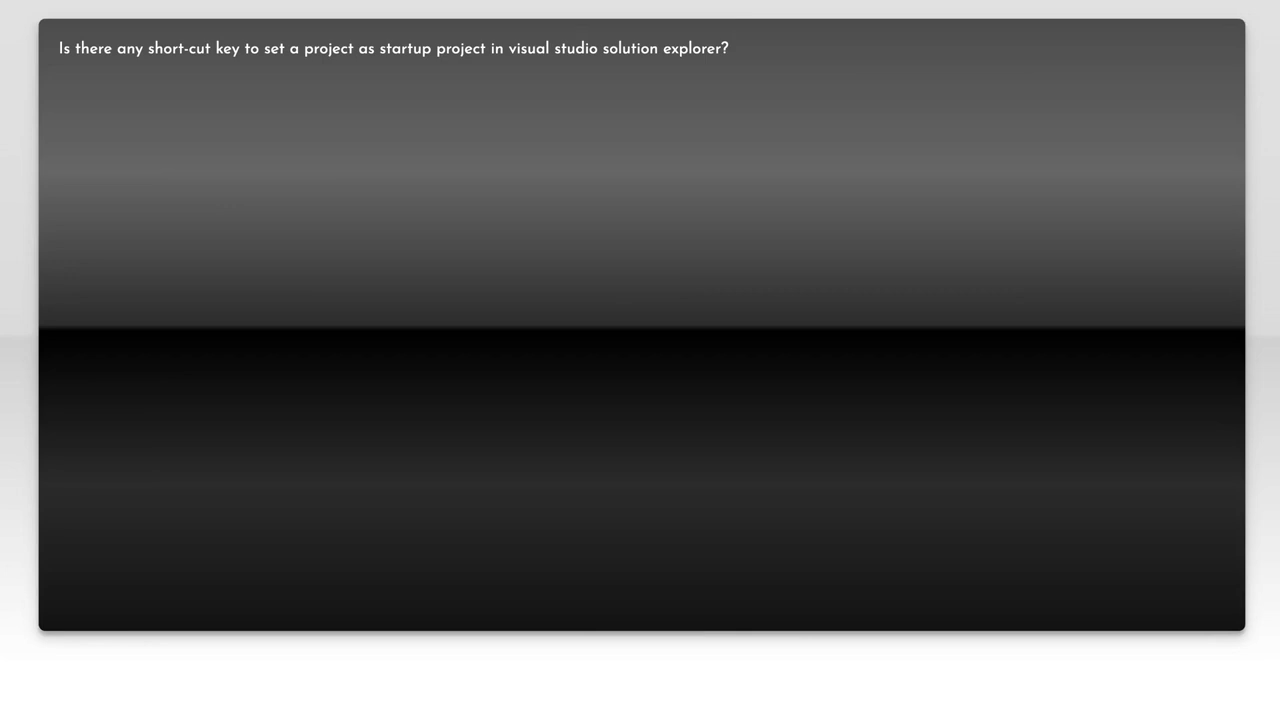 Is there any short-cut key to set a project as startup project in visual studio solution explorer?